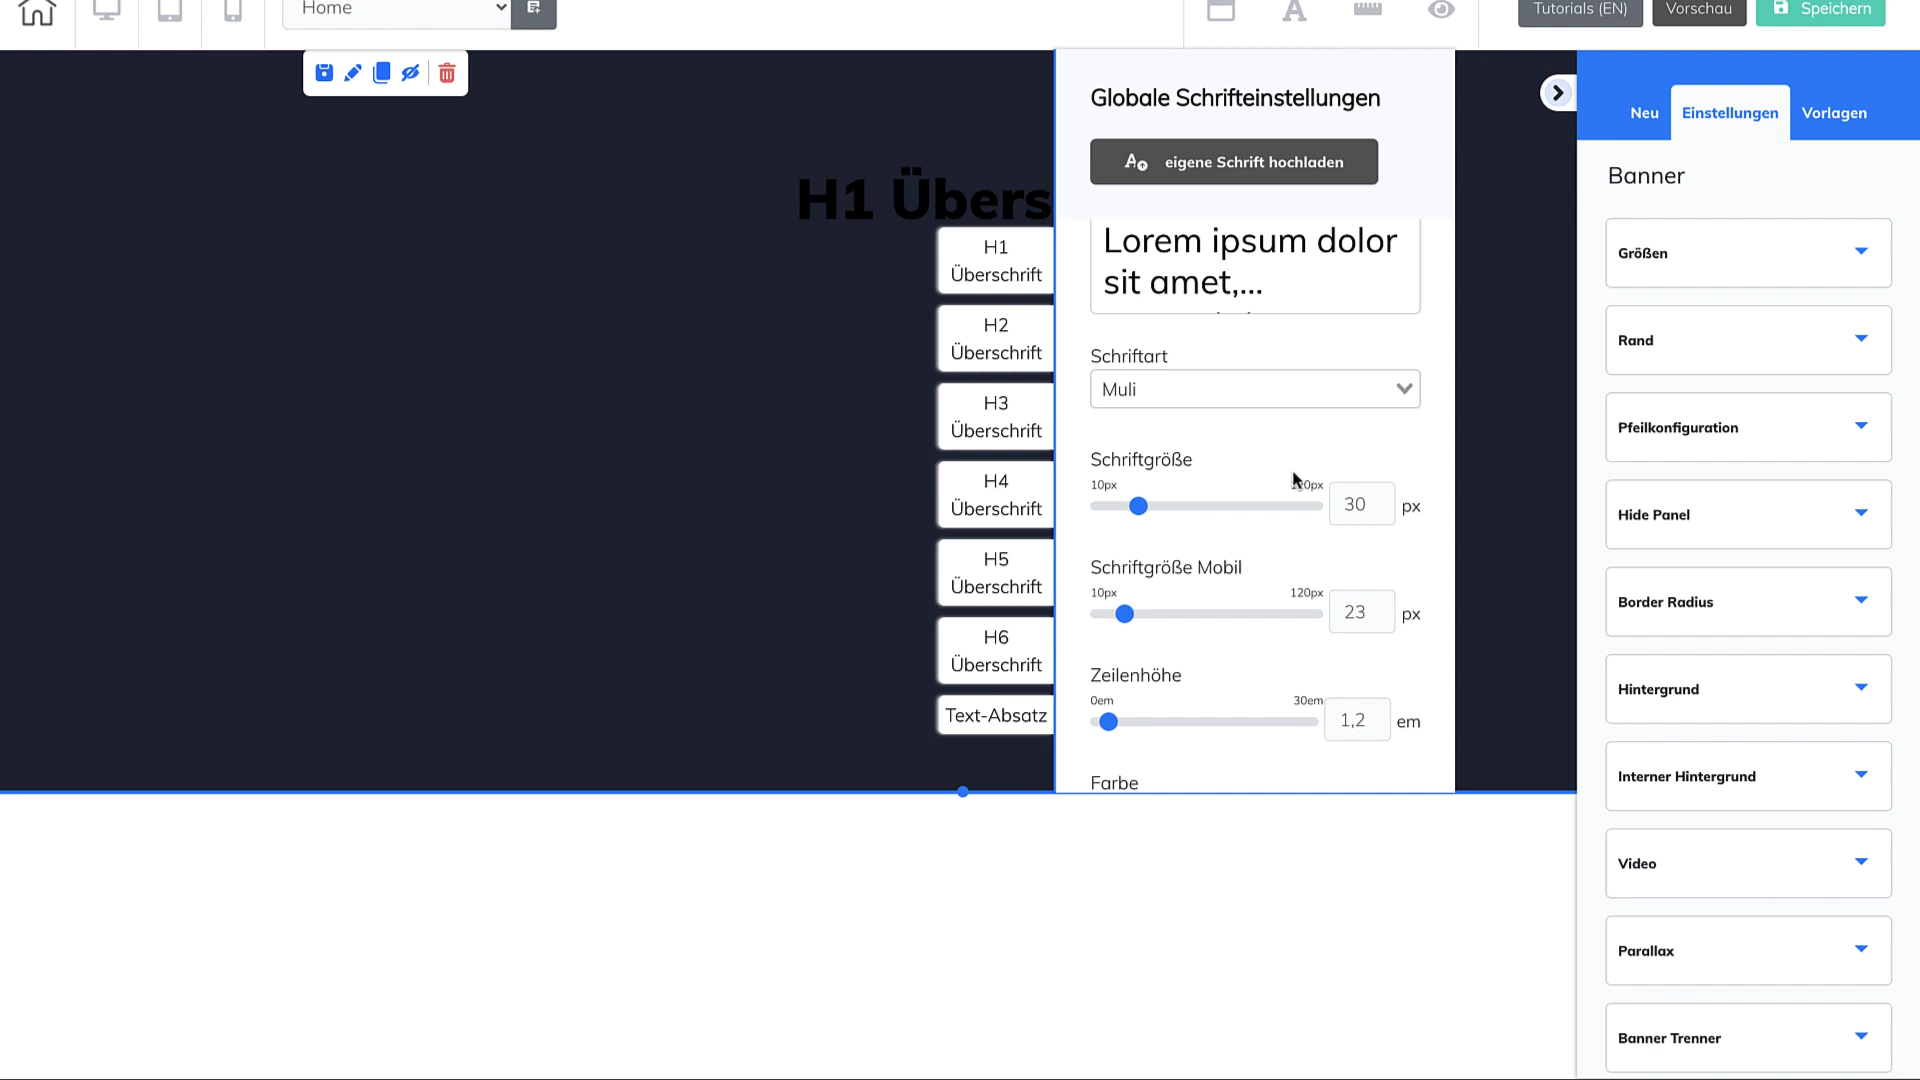 Home
Tutorials (EN)
Vorschau
Speichern
Globale Schrifteinstellungen
eigene Schrift hochladen
Neu
Einstellungen
Vorlagen
Banner
H1 Übers
H1
Überschrift
H2
Überschrift
H3
Überschrift
H4
Überschrift
H5
Überschrift
H6
Überschrift
Text-Absatz
Lorem ipsum dolor
sit amet,...
Schriftart
Muli
Schriftgröße
10px
30
px
Schriftgröße Mobil
10px
120px
23
px
Zeilenhöhe
0em
30em
1,2
em
Farbe
Größen
Rand
Pfeilkonfiguration
Hide Panel
Border Radius
Hintergrund
Interner Hintergrund
Video
Parallax
Banner Trenner